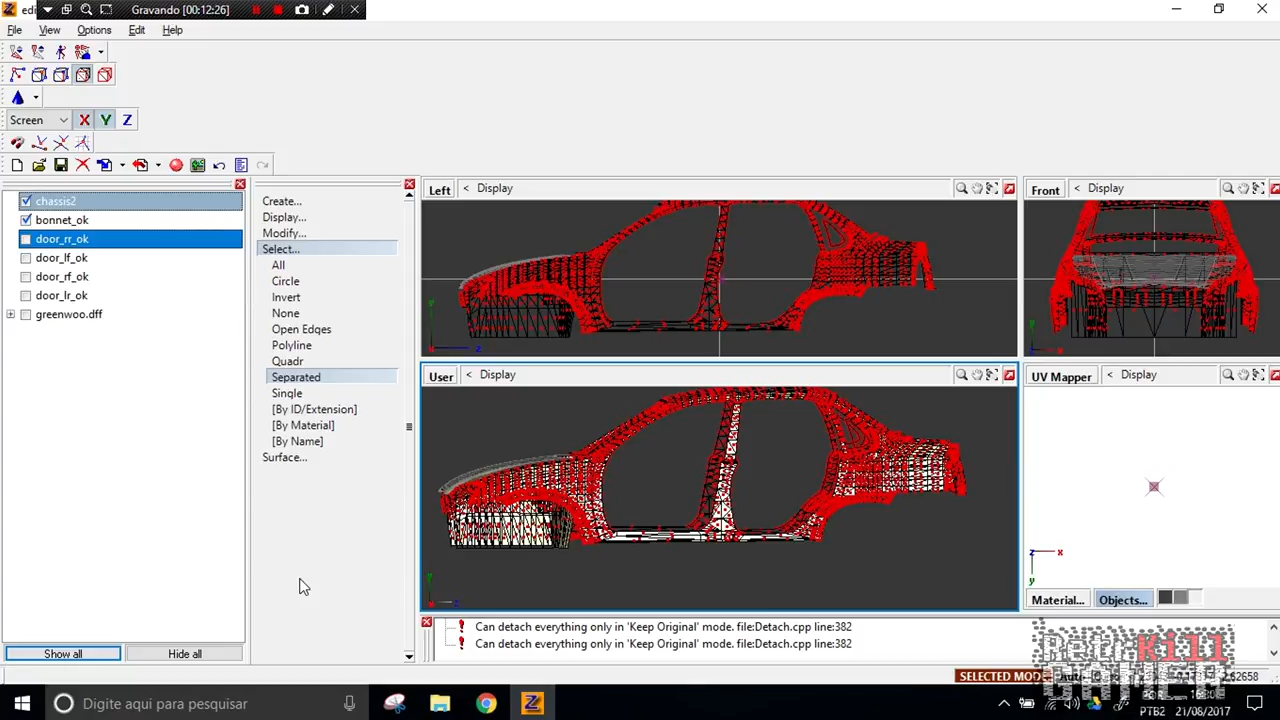 edi
Gravando [00:12:26]
File View Options Edit Help
Screen X Y Z
chassis2
bonnet_ok
door_rr_ok
door_lf_ok
door_rf_ok
door_lr_ok
greenwoo.dff
Show all Hide all
Create...
Display...
Modify...
Select...
All
Circle
Invert
None
Open Edges
Polyline
Quadr
Separated
Single
[By ID/Extension]
[By Material]
[By Name]
Surface...
Left < Display
Front < Display
User < Display
UV Mapper < Display
Material... Objects...
Can detach everything only in 'Keep Original' mode. file:Detach.cpp line:382
Can detach everything only in 'Keep Original' mode. file:Detach.cpp line:382
SELECTED MODE Auto
Digite aqui para pesquisar
PTB2 21/08/2017